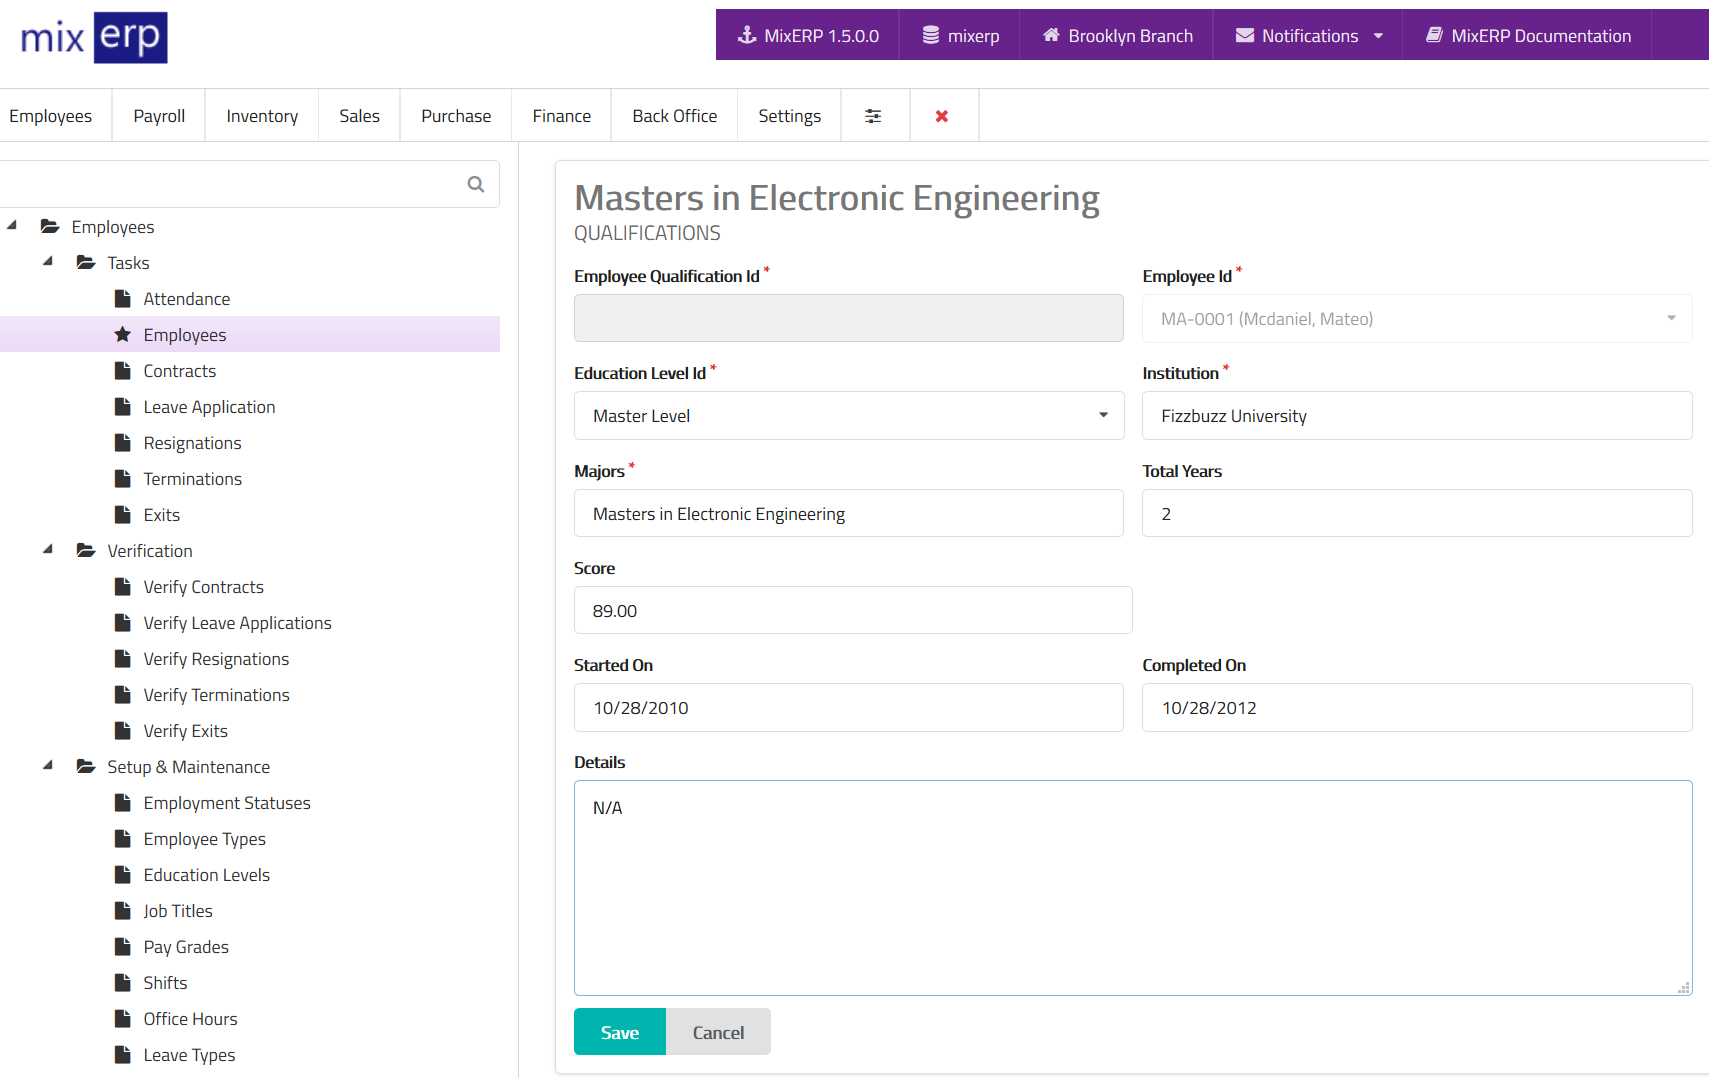 mix erp
MixERP 1.5.0.0 mixerp Brooklyn Branch Notifications MixERP Documentation
Employees Payroll Inventory Sales Purchase Finance Back Office Settings
Employees
Tasks
Attendance
Employees
Contracts
Leave Application
Resignations
Terminations
Exits
Verification
Verify Contracts
Verify Leave Applications
Verify Resignations
Verify Terminations
Verify Exits
Setup & Maintenance
Employment Statuses
Employee Types
Education Levels
Job Titles
Pay Grades
Shifts
Office Hours
Leave Types
Masters in Electronic Engineering
QUALIFICATIONS
Employee Qualification Id * Employee Id *
MA-0001 (Mcdaniel, Mateo)
Education Level Id * Institution *
Master Level Fizzbuzz University
Majors * Total Years
Masters in Electronic Engineering 2
Score
89.00
Started On Completed On
10/28/2010 10/28/2012
Details
N/A
Save Cancel